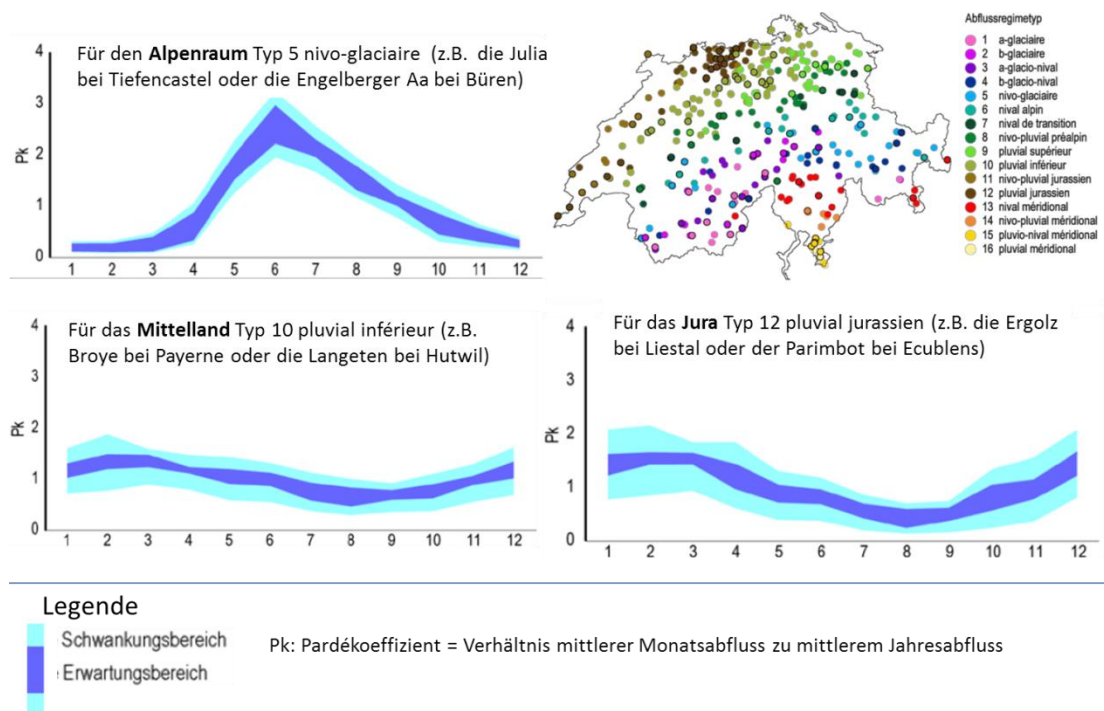 Für den Alpenraum Typ 5 nivo-glaciaire (z.B. die Julia
bei Tiefencastel oder die Engelberger Aa bei Büren)
4
3
2
1
0
Pk
1 2 3 4 5 6 7 8 9 10 11 12
Abflussregimetyp
1 a-glaciaire
2 b-glaciaire
3 a-glacio-nival
4 b-glacio-nival
5 nivo-glaciaire
6 nival alpin
7 nival de transition
8 nivo-pluvial préalpin
9 pluvial supérieur
10 pluvial inférieur
11 nivo-pluvial jurassien
12 pluvial jurassien
13 nival méridional
14 nivo-pluvial méridional
15 pluvio-nival méridional
16 pluvial méridional
Für das Mittelland Typ 10 pluvial inférieur (z.B.
Broye bei Payerne oder die Langeten bei Hutwil)
4
3
2
1
0
Pk
1 2 3 4 5 6 7 8 9 10 11 12
Für das Jura Typ 12 pluvial jurassien (z.B. die Ergolz
bei Liestal oder der Parimbot bei Ecublens)
4
3
2
1
0
Pk
1 2 3 4 5 6 7 8 9 10 11 12
Legende
Schwankungsbereich
Erwartungsbereich
Pk: Pardékoeffizient = Verhältnis mittlerer Monatsabfluss zu mittlerem Jahresabfluss